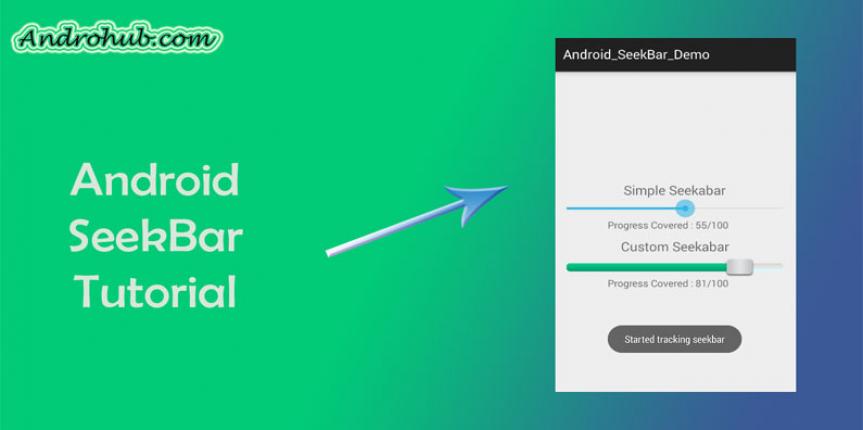 Androhub.com
Android
SeekBar
Tutorial
Android_SeekBar_Demo
Simple Seekabar
Progress Covered : 55/100
Custom Seekabar
Progress Covered : 81/100
Started tracking seekbar